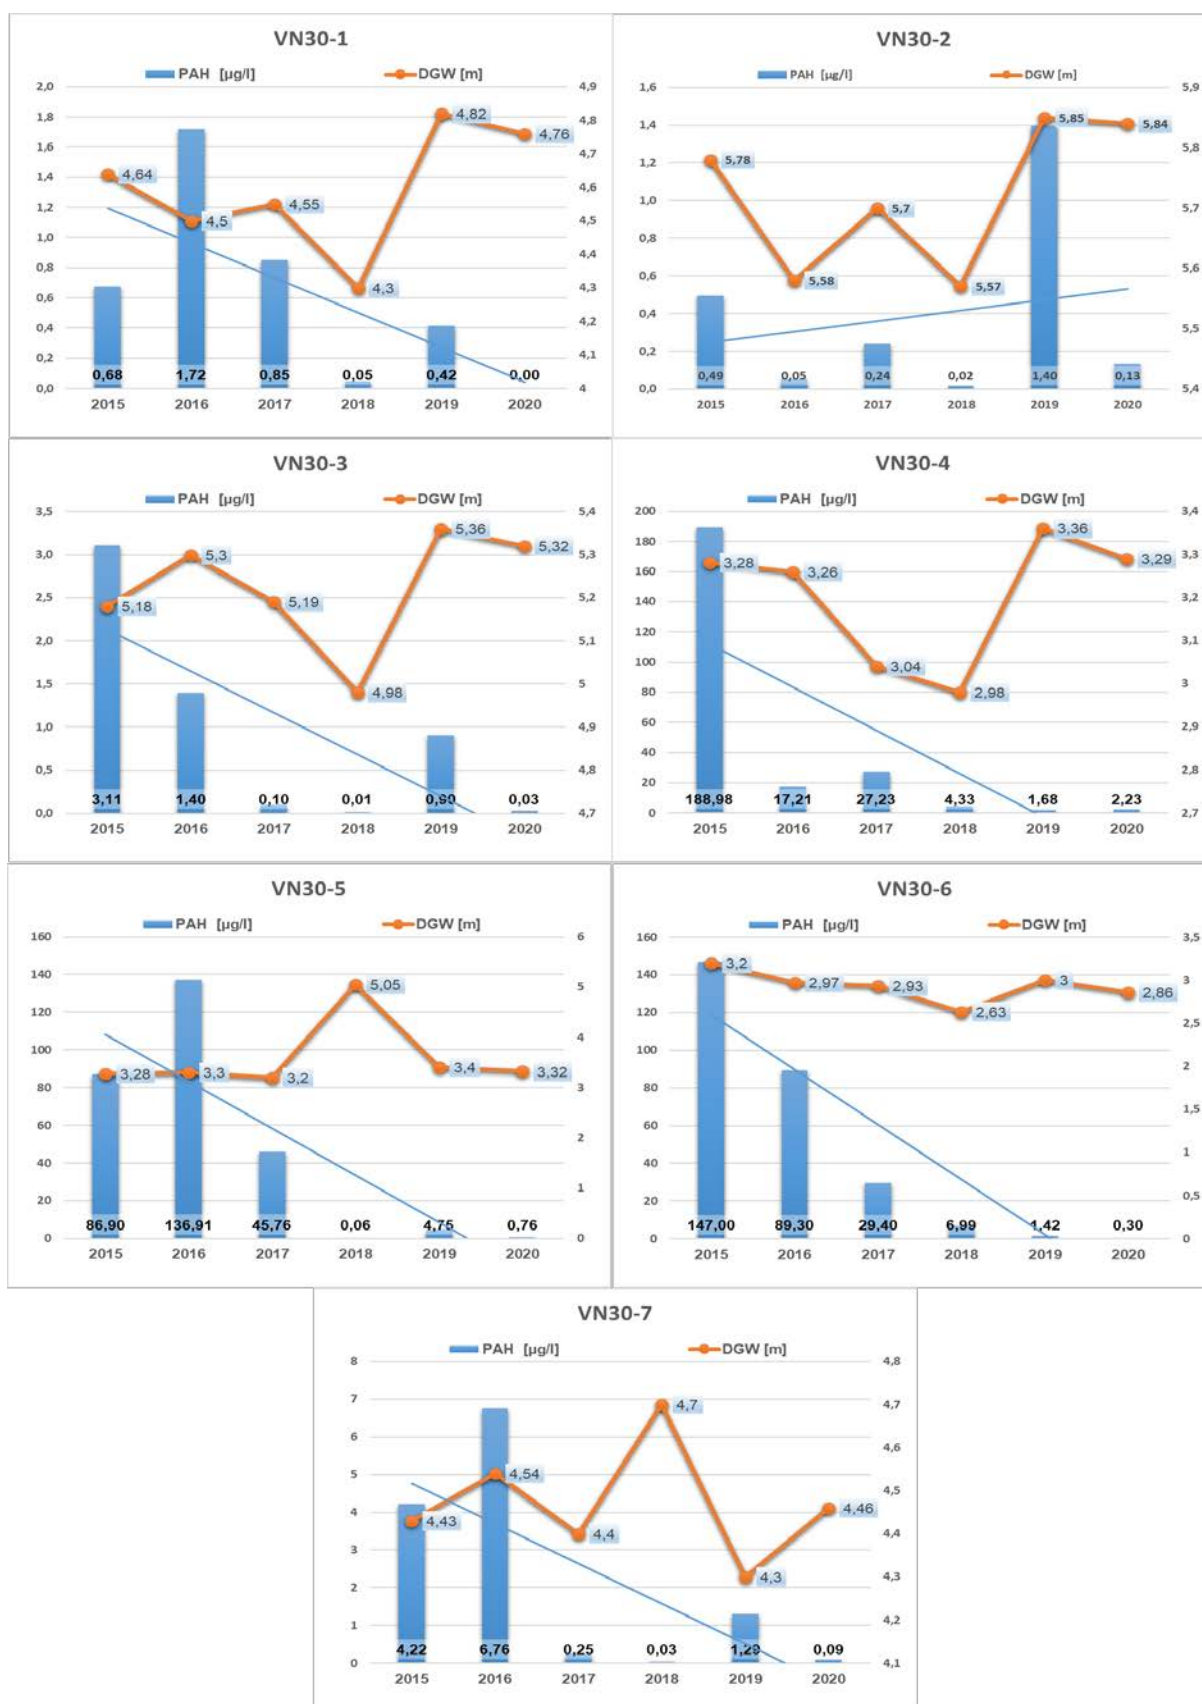 VN30-1
PAH [µg/l] DGW [m]
2,0 4,9
1,8 4,8
1,6 4,7
1,4 4,6
1,2 4,5
1,0 4,4
0,8 4,3
0,6 4,2
0,4 4,1
0,2 4
0,0
4,64 4,5 4,55 4,3 4,82 4,76
0,68 1,72 0,85 0,05 0,42 0,00
2015 2016 2017 2018 2019 2020
VN30-2
PAH [µg/l] DGW [m]
1,6 5,9
1,4 5,8
1,2 5,7
1,0 5,6
0,8 5,5
0,6 5,4
0,4
0,2
0,0
5,78 5,58 5,7 5,57 5,85 5,84
0,49 0,05 0,24 0,02 1,40 0,13
2015 2016 2017 2018 2019 2020
VN30-3
PAH [µg/l] DGW [m]
3,5 5,4
3,0 5,3
2,5 5,2
2,0 5,1
1,5 5
1,0 4,9
0,5 4,8
0,0 4,7
5,18 5,3 5,19 4,98 5,36 5,32
3,11 1,40 0,10 0,01 0,90 0,03
2015 2016 2017 2018 2019 2020
VN30-4
PAH [µg/l] DGW [m]
200 3,4
180 3,3
160 3,2
140 3,1
120 3
100 2,9
80 2,8
60 2,7
40
20
0
3,28 3,26 3,04 2,98 3,36 3,29
188,98 17,21 27,23 4,33 1,68 2,23
2015 2016 2017 2018 2019 2020
VN30-5
PAH [µg/l] DGW [m]
160 6
140 5
120 4
100 3
80 2
60 1
40 0
20
0
3,28 3,3 3,2 5,05 3,4 3,32
86,90 136,91 45,76 0,06 4,75 0,76
2015 2016 2017 2018 2019 2020
VN30-6
PAH [µg/l] DGW [m]
160 3,5
140 3
120 2,5
100 2
80 1,5
60 1
40 0,5
20 0
0
3,2 2,97 2,93 2,63 3 2,86
147,00 89,30 29,40 6,99 1,42 0,30
2015 2016 2017 2018 2019 2020
VN30-7
PAH [µg/l] DGW [m]
8 4,8
7 4,7
6 4,6
5 4,5
4 4,4
3 4,3
2 4,2
1 4,1
0
4,43 4,54 4,4 4,7 4,3 4,46
4,22 6,76 0,25 0,03 1,29 0,09
2015 2016 2017 2018 2019 2020